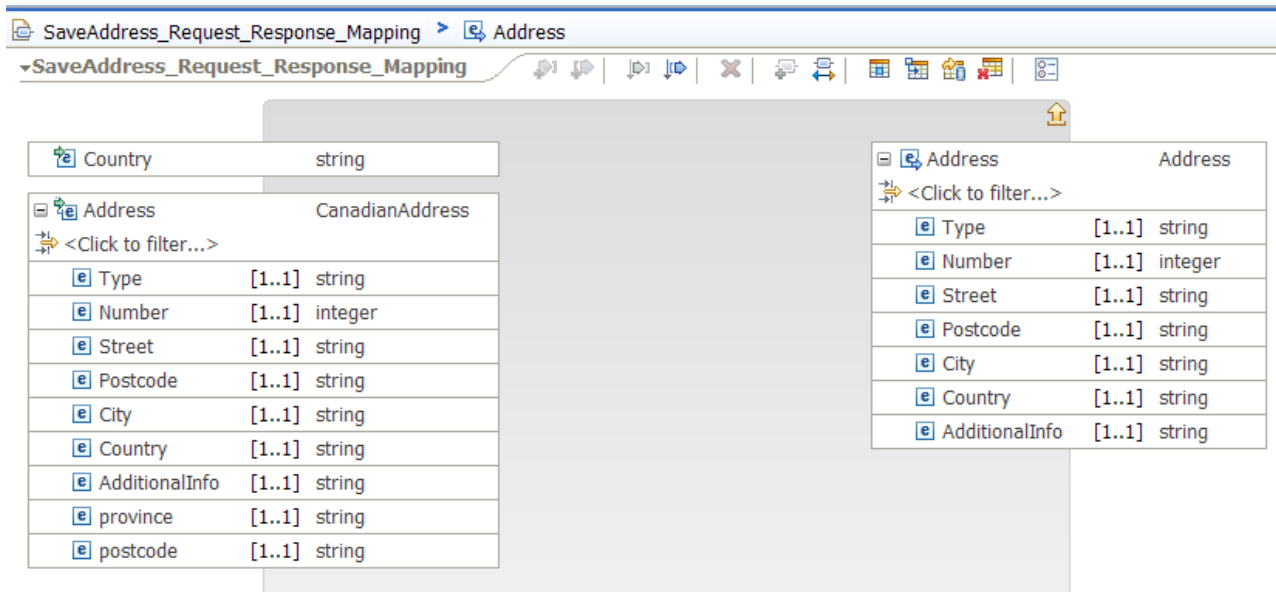 SaveAddress_Request_Response_Mapping > Address
SaveAddress_Request_Response_Mapping
Country string
Address CanadianAddress
<Click to filter...>
Type [1..1] string
Number [1..1] integer
Street [1..1] string
Postcode [1..1] string
City [1..1] string
Country [1..1] string
AdditionalInfo [1..1] string
province [1..1] string
postcode [1..1] string
Address Address
<Click to filter...>
Type [1..1] string
Number [1..1] integer
Street [1..1] string
Postcode [1..1] string
City [1..1] string
Country [1..1] string
AdditionalInfo [1..1] string